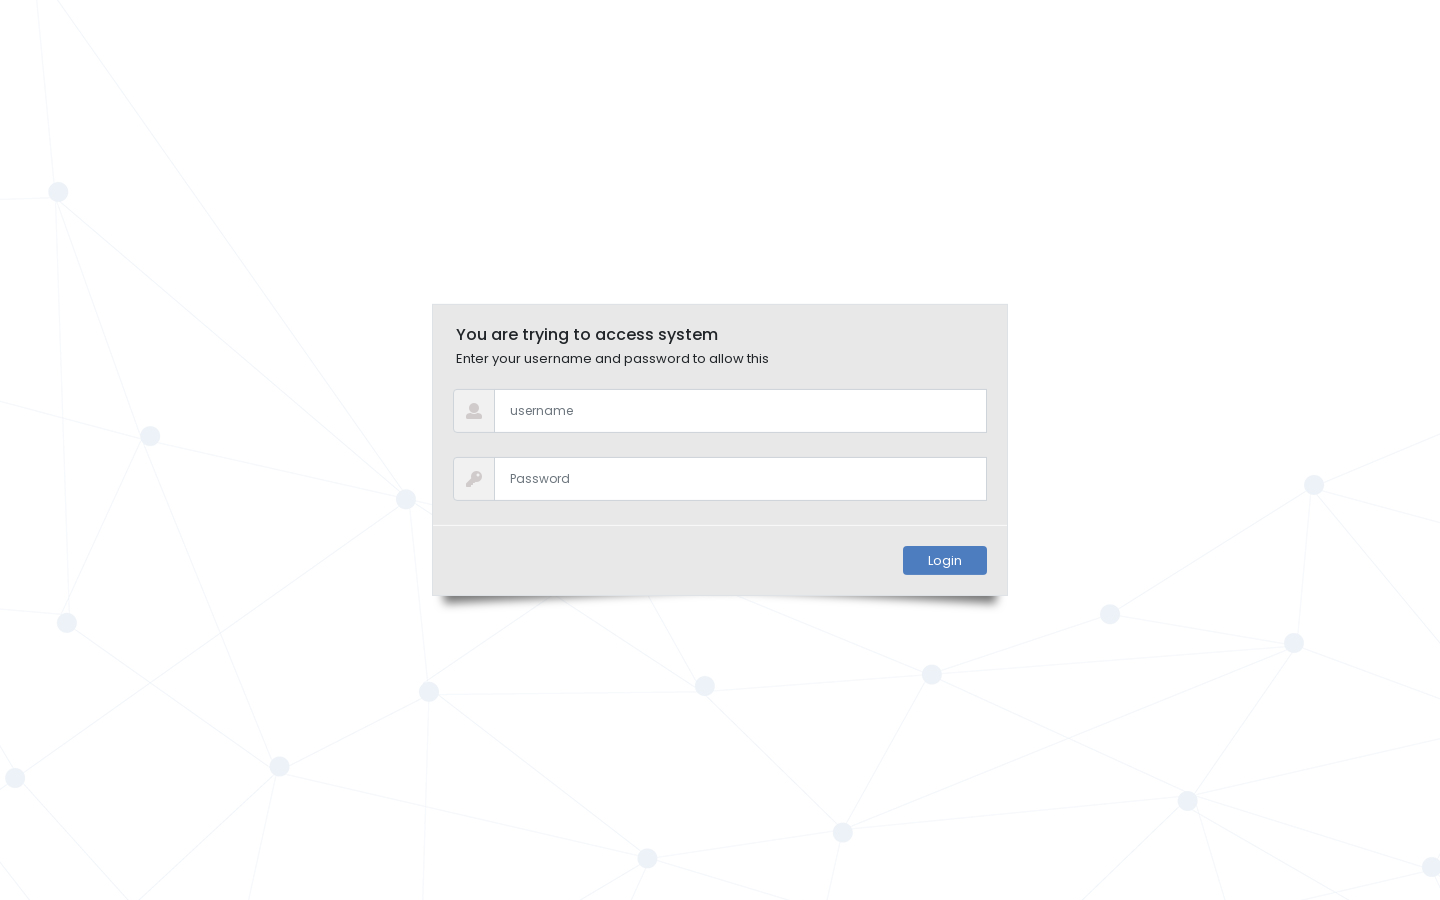 You are trying to access system
Enter your username and password to allow this
username
Password
Login